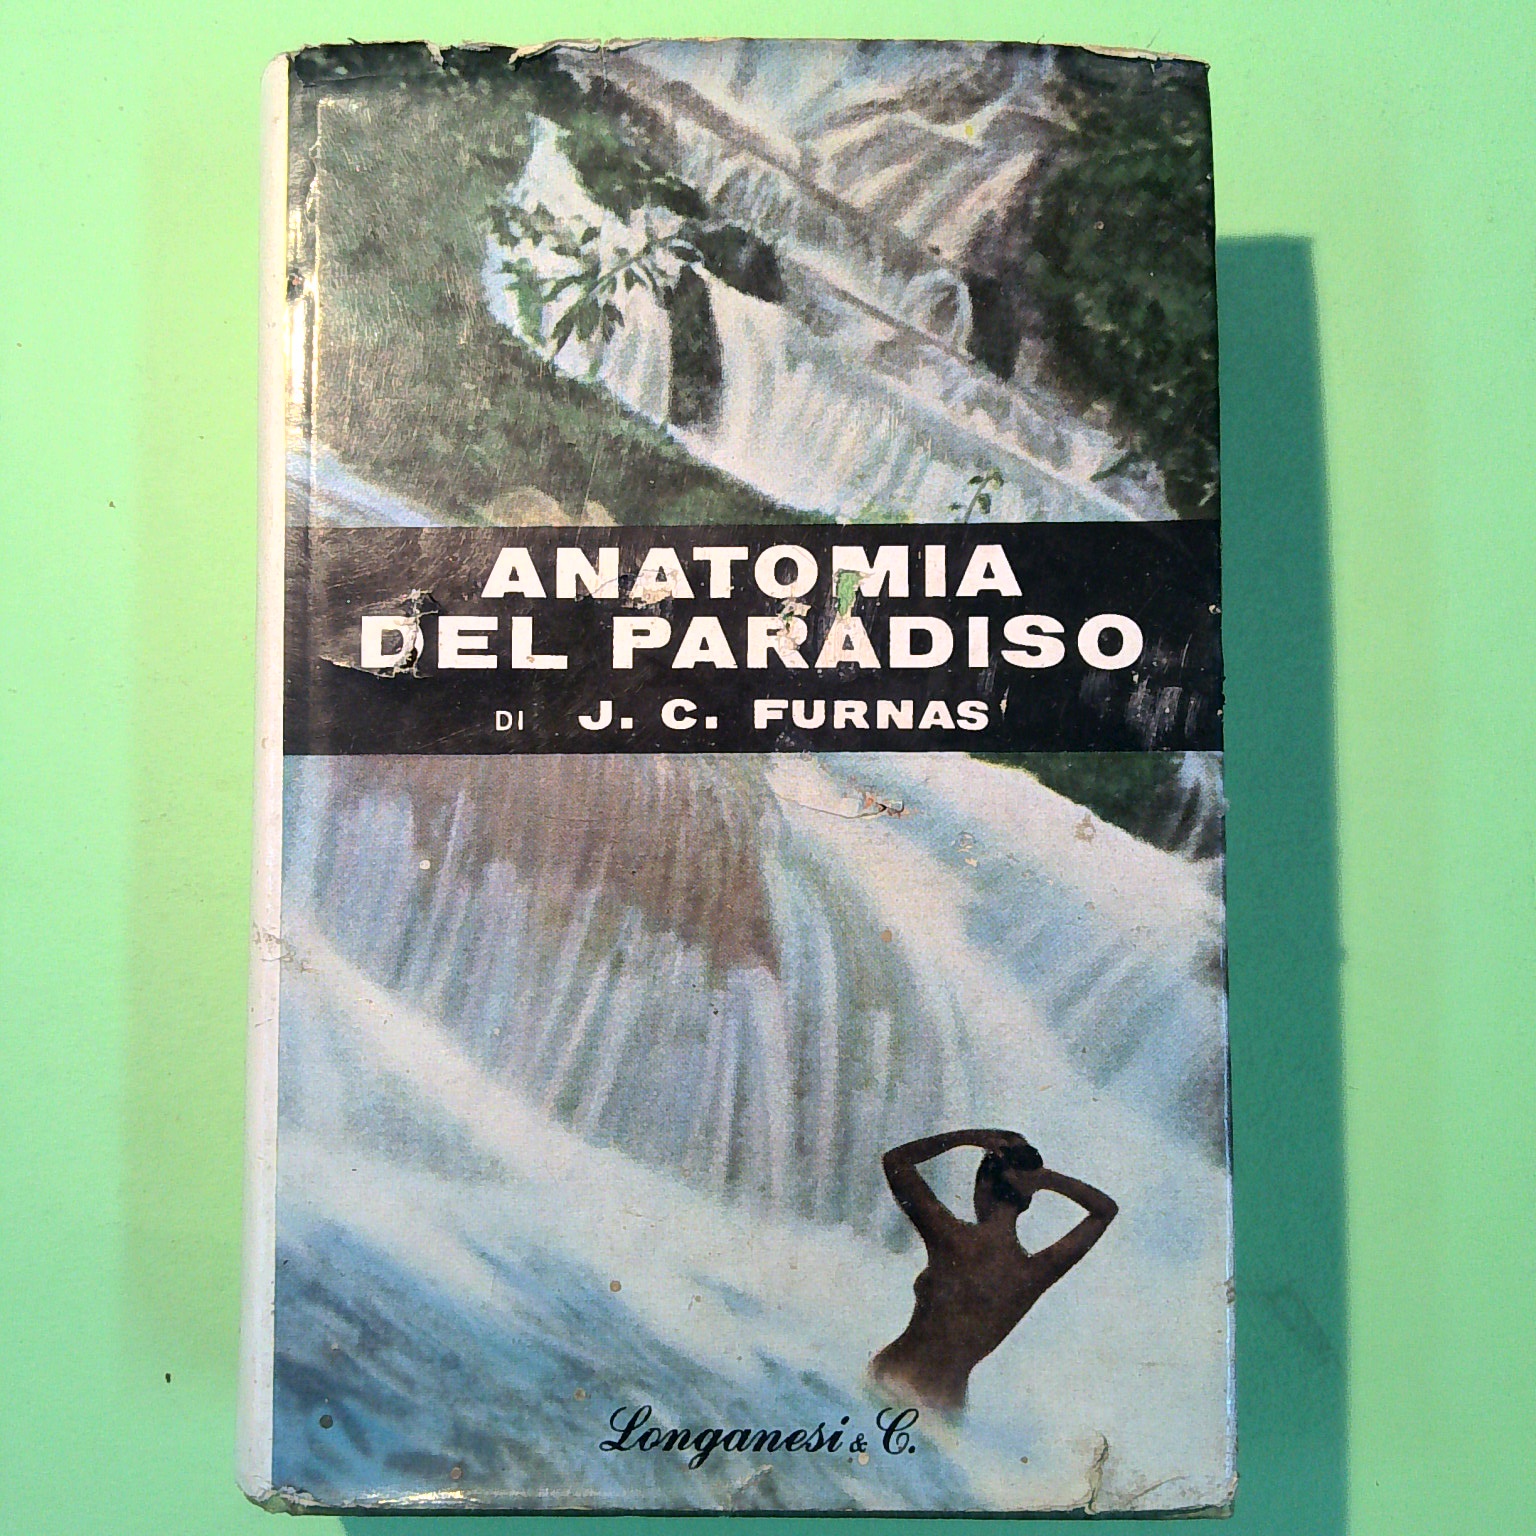 ANATOMIA
DEL PARADISO
DI J. C. FURNAS
Longanesi & C.